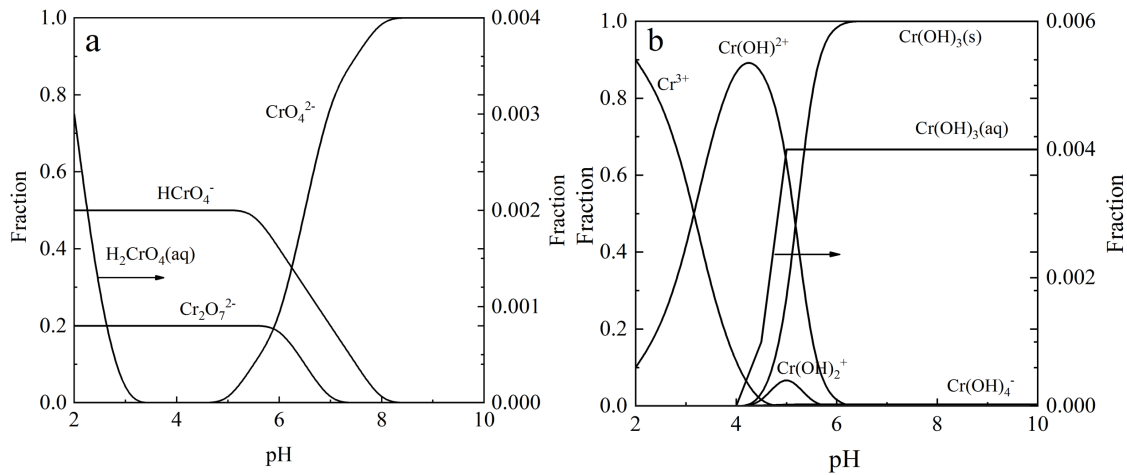 a
1.0
0.8
0.6
0.4
0.2
0.0
Fraction
2
4
6
8
10
pH
0.004
0.003
0.002
0.001
0.000
Fraction
CrO₄²⁻
HCrO₄⁻
H₂CrO₄(aq)
Cr₂O₇²⁻
b
1.0
0.8
0.6
0.4
0.2
0.0
Fraction
2
4
6
8
10
pH
0.006
0.004
0.002
0.000
Fraction
Cr(OH)²⁺
Cr(OH)₃(s)
Cr³⁺
Cr(OH)₃(aq)
Cr(OH)₂⁺
Cr(OH)₄⁻